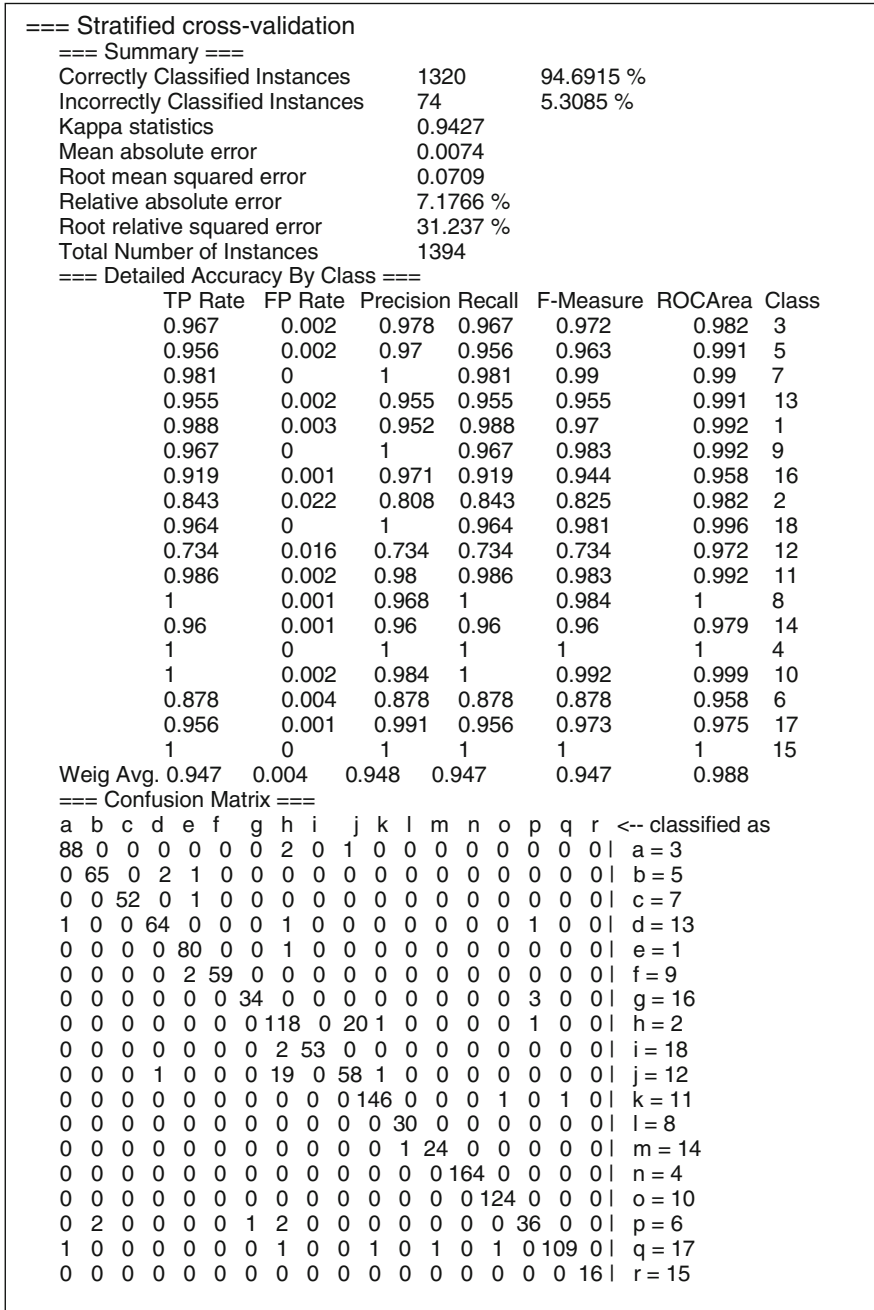 === Stratified cross-validation
=== Summary ===
Correctly Classified Instances 1320 94.6915 %
Incorrectly Classified Instances 74 5.3085 %
Kappa statistics 0.9427
Mean absolute error 0.0074
Root mean squared error 0.0709
Relative absolute error 7.1766 %
Root relative squared error 31.237 %
Total Number of Instances 1394
=== Detailed Accuracy By Class ===
TP Rate FP Rate Precision Recall F-Measure ROCArea Class
0.967 0.002 0.978 0.967 0.972 0.982 3
0.956 0.002 0.97 0.956 0.963 0.991 5
0.981 0 1 0.981 0.99 0.99 7
0.955 0.002 0.955 0.955 0.955 0.991 13
0.988 0.003 0.952 0.988 0.97 0.992 1
0.967 0 1 0.967 0.983 0.992 9
0.919 0.001 0.971 0.919 0.944 0.958 16
0.843 0.022 0.808 0.843 0.825 0.982 2
0.964 0 1 0.964 0.981 0.996 18
0.734 0.016 0.734 0.734 0.734 0.972 12
0.986 0.002 0.98 0.986 0.983 0.992 11
1 0.001 0.968 1 0.984 1 8
0.96 0.001 0.96 0.96 0.96 0.979 14
1 0 1 1 1 1 4
1 0.002 0.984 1 0.992 0.999 10
0.878 0.004 0.878 0.878 0.878 0.958 6
0.956 0.001 0.991 0.956 0.973 0.975 17
1 0 1 1 1 1 15
Weig Avg. 0.947 0.004 0.948 0.947 0.947 0.988
=== Confusion Matrix ===
a b c d e f g h i j k l m n o p q r <-- classified as
88 0 0 0 0 0 0 2 0 1 0 0 0 0 0 0 0 0 | a = 3
0 65 0 2 1 0 0 0 0 0 0 0 0 0 0 0 0 0 | b = 5
0 0 52 0 1 0 0 0 0 0 0 0 0 0 0 0 0 0 | c = 7
1 0 0 64 0 0 0 1 0 0 0 0 0 0 0 1 0 0 | d = 13
0 0 0 0 80 0 0 1 0 0 0 0 0 0 0 0 0 0 | e = 1
0 0 0 0 2 59 0 0 0 0 0 0 0 0 0 0 0 0 | f = 9
0 0 0 0 0 0 34 0 0 0 0 0 0 0 0 3 0 0 | g = 16
0 0 0 0 0 0 0 118 0 20 1 0 0 0 0 1 0 0 | h = 2
0 0 0 0 0 0 0 2 53 0 0 0 0 0 0 0 0 0 | i = 18
0 0 0 1 0 0 0 19 0 58 1 0 0 0 0 0 0 0 | j = 12
0 0 0 0 0 0 0 0 0 0 146 0 0 0 1 0 1 0 | k = 11
0 0 0 0 0 0 0 0 0 0 0 30 0 0 0 0 0 0 | l = 8
0 0 0 0 0 0 0 0 0 0 0 1 24 0 0 0 0 0 | m = 14
0 0 0 0 0 0 0 0 0 0 0 0 0 164 0 0 0 0 | n = 4
0 0 0 0 0 0 0 0 0 0 0 0 0 0 124 0 0 0 | o = 10
0 2 0 0 0 0 1 2 0 0 0 0 0 0 0 36 0 0 | p = 6
1 0 0 0 0 0 0 1 0 0 1 0 1 0 1 0 109 0 | q = 17
0 0 0 0 0 0 0 0 0 0 0 0 0 0 0 0 0 16 | r = 15